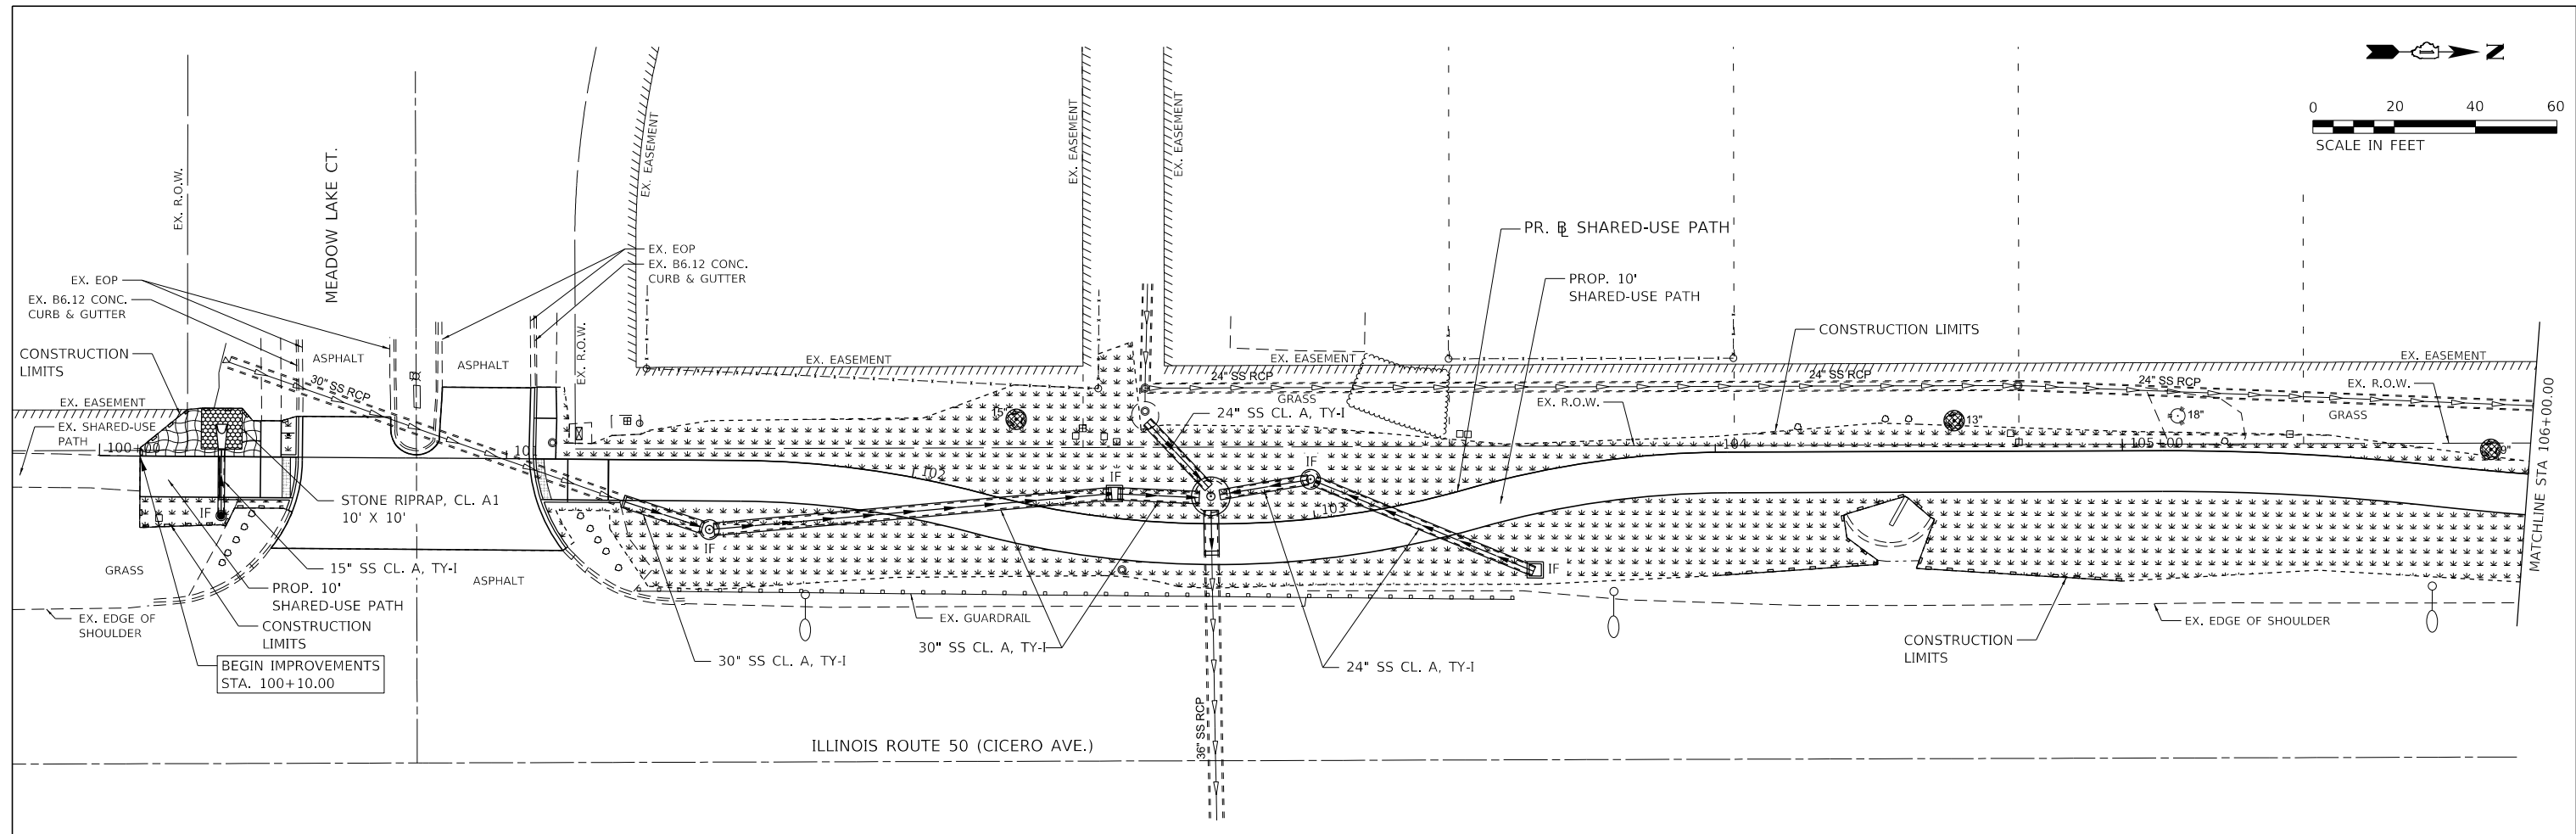 N
0 20 40 60
SCALE IN FEET
EX. R.O.W.
MEADOW LAKE CT.
EX. EASEMENT
EX. EASEMENT
EX. EASEMENT
PR. B̲L SHARED-USE PATH
EX. EOP
EX. B6.12 CONC.
CURB & GUTTER
EX. EOP
EX. B6.12 CONC.
CURB & GUTTER
PROP. 10'
SHARED-USE PATH
CONSTRUCTION LIMITS
CONSTRUCTION
LIMITS
ASPHALT
ASPHALT
EX. R.O.W.
EX. EASEMENT
EX. EASEMENT
EX. EASEMENT
30" SS RCP
24" SS RCP
24" SS RCP
24" SS RCP
EX. R.O.W.
EX. EASEMENT
GRASS
EX. R.O.W.
15"
24" SS CL. A, TY-I
13"
18"
GRASS
9"
EX. SHARED-USE
PATH
100+00
101
102
103
104
105+00
MATCHLINE STA 106+00.00
STONE RIPRAP, CL. A1
10' X 10'
IF
IF
IF
IF
IF
GRASS
15" SS CL. A, TY-I
ASPHALT
PROP. 10'
SHARED-USE PATH
EX. EDGE OF
SHOULDER
CONSTRUCTION
LIMITS
EX. GUARDRAIL
EX. EDGE OF SHOULDER
30" SS CL. A, TY-I
30" SS CL. A, TY-I
24" SS CL. A, TY-I
CONSTRUCTION
LIMITS
BEGIN IMPROVEMENTS
STA. 100+10.00
36" SS RCP
ILLINOIS ROUTE 50 (CICERO AVE.)